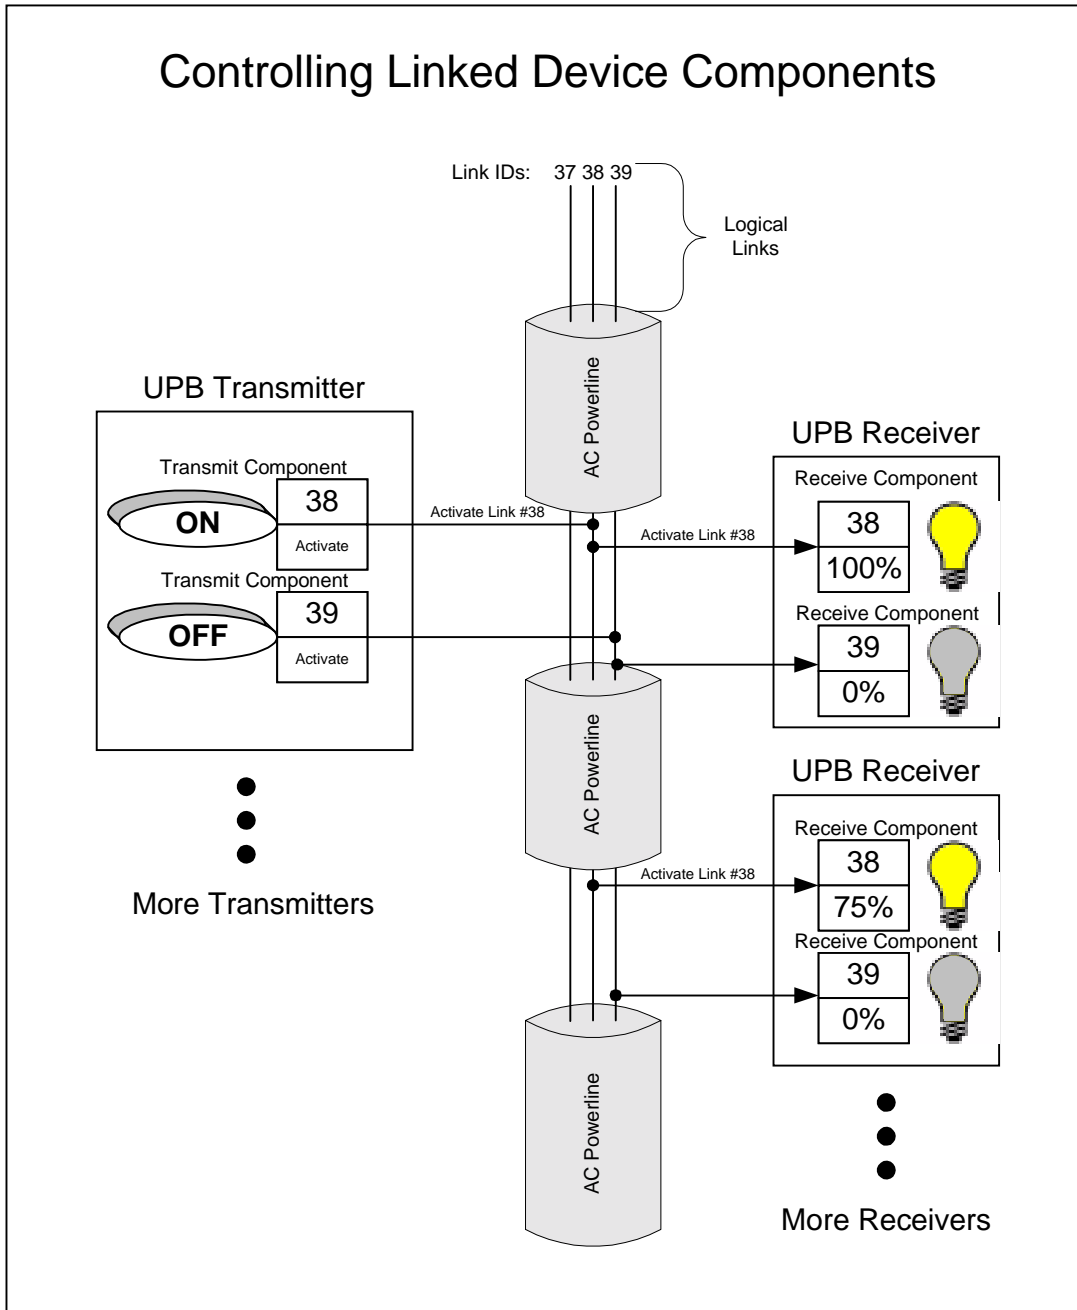 Controlling Linked Device Components
Link IDs: 37 38 39
Logical
Links
AC Powerline
UPB Transmitter
Transmit Component
ON
38
Activate
Activate Link #38
Transmit Component
OFF
39
Activate
More Transmitters
UPB Receiver
Receive Component
Activate Link #38
38
100%
Receive Component
39
0%
AC Powerline
UPB Receiver
Receive Component
Activate Link #38
38
75%
Receive Component
39
0%
AC Powerline
More Receivers